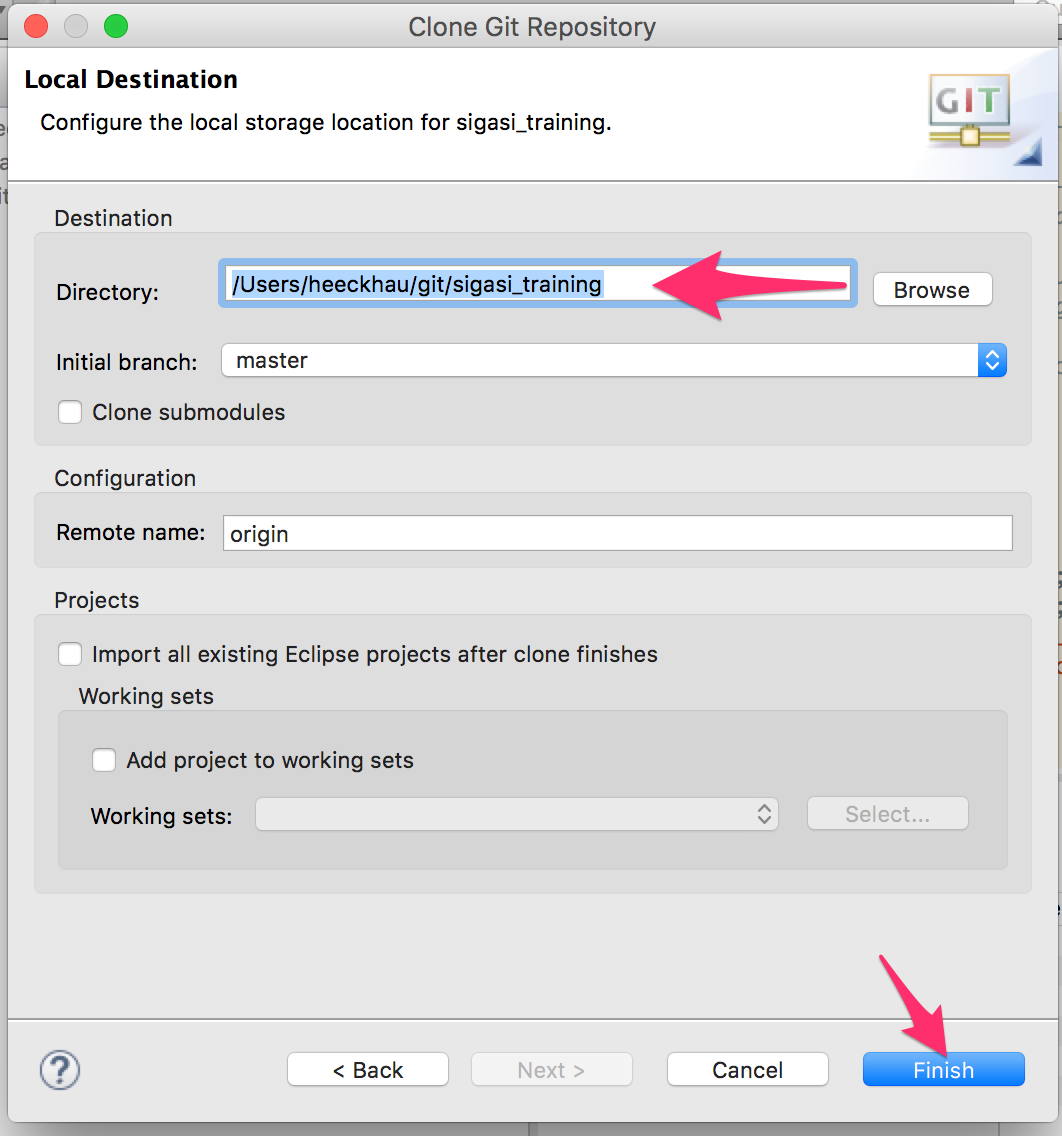 Clone Git Repository
Local Destination
Configure the local storage location for sigasi_training.
GIT
Destination
Directory: /Users/heeckhau/git/sigasi_training Browse
Initial branch: master
Clone submodules
Configuration
Remote name: origin
Projects
Import all existing Eclipse projects after clone finishes
Working sets
Add project to working sets
Working sets: Select...
? < Back Next > Cancel Finish